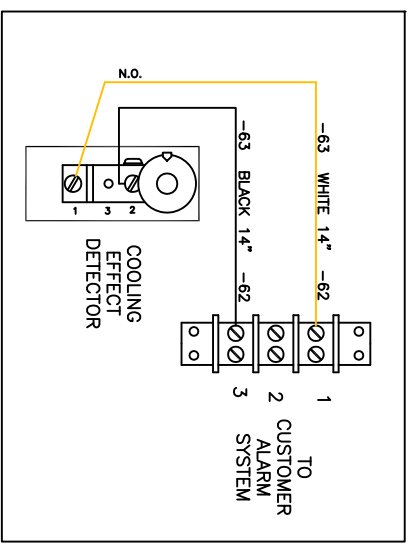 N.O.
-63 WHITE 14" -62
-63 BLACK 14" -62
1 3 2
COOLING
EFFECT
DETECTOR
1
2
3
TO
CUSTOMER
ALARM
SYSTEM